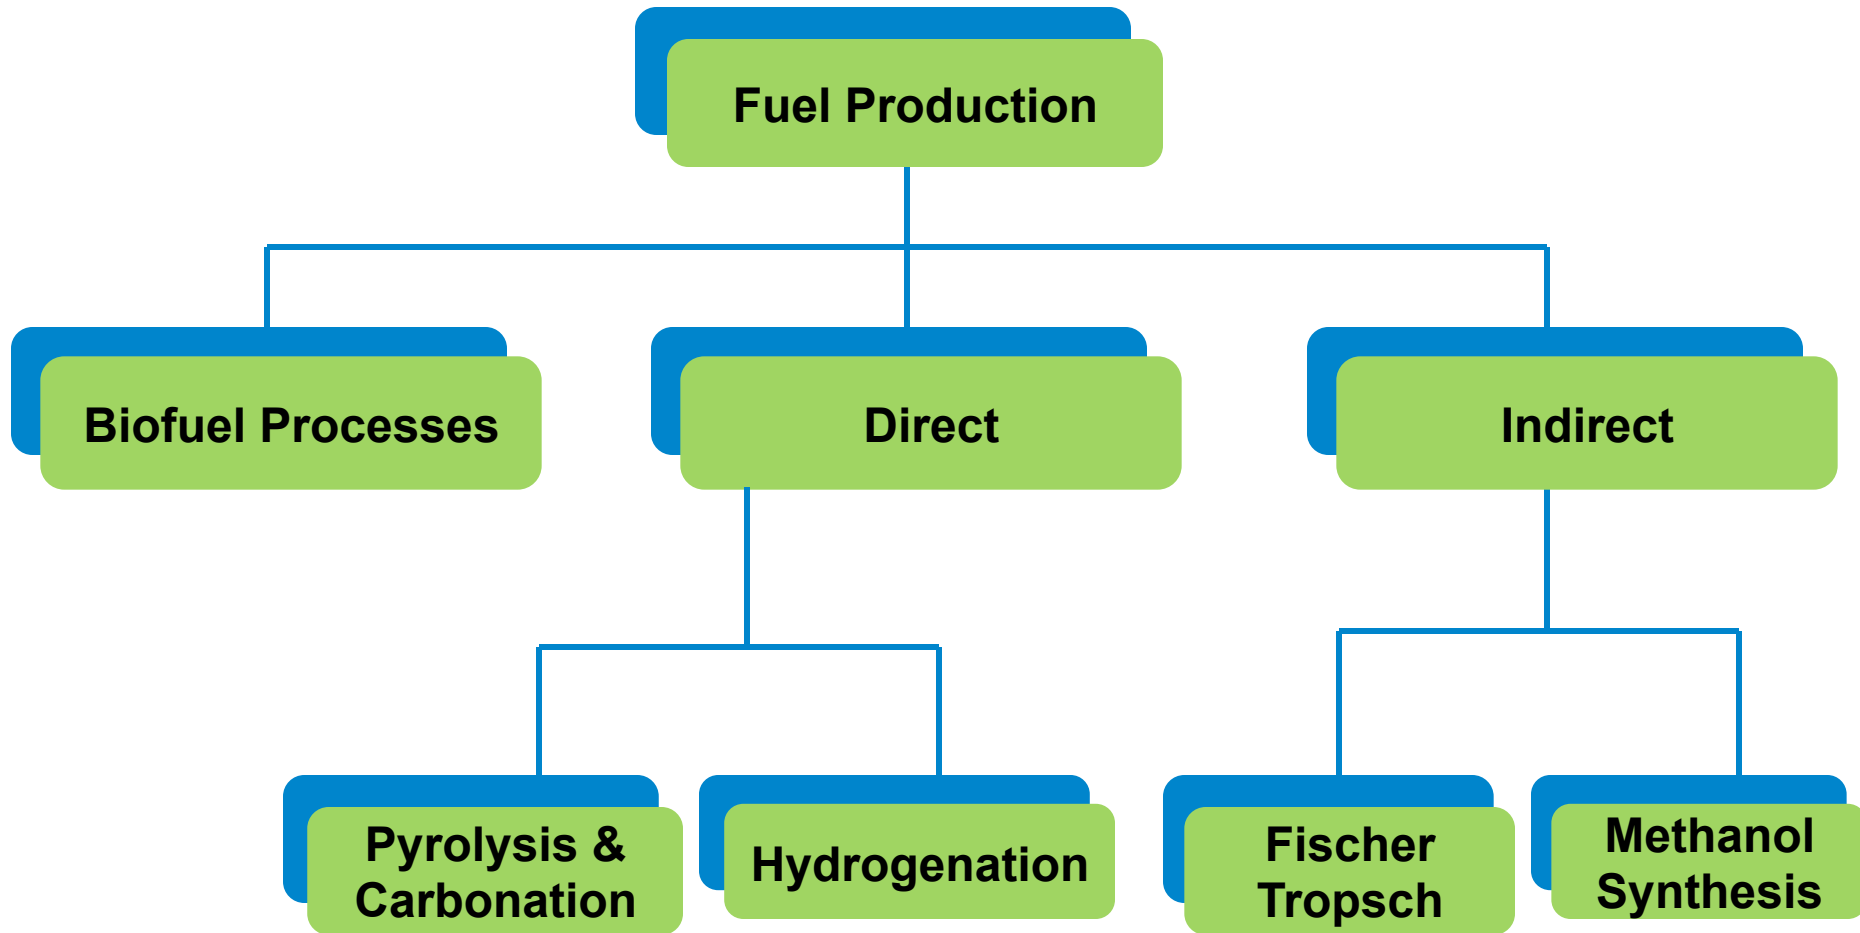 Fuel Production
Biofuel Processes
Direct
Indirect
Pyrolysis &
Carbonation
Hydrogenation
Fischer
Tropsch
Methanol
Synthesis